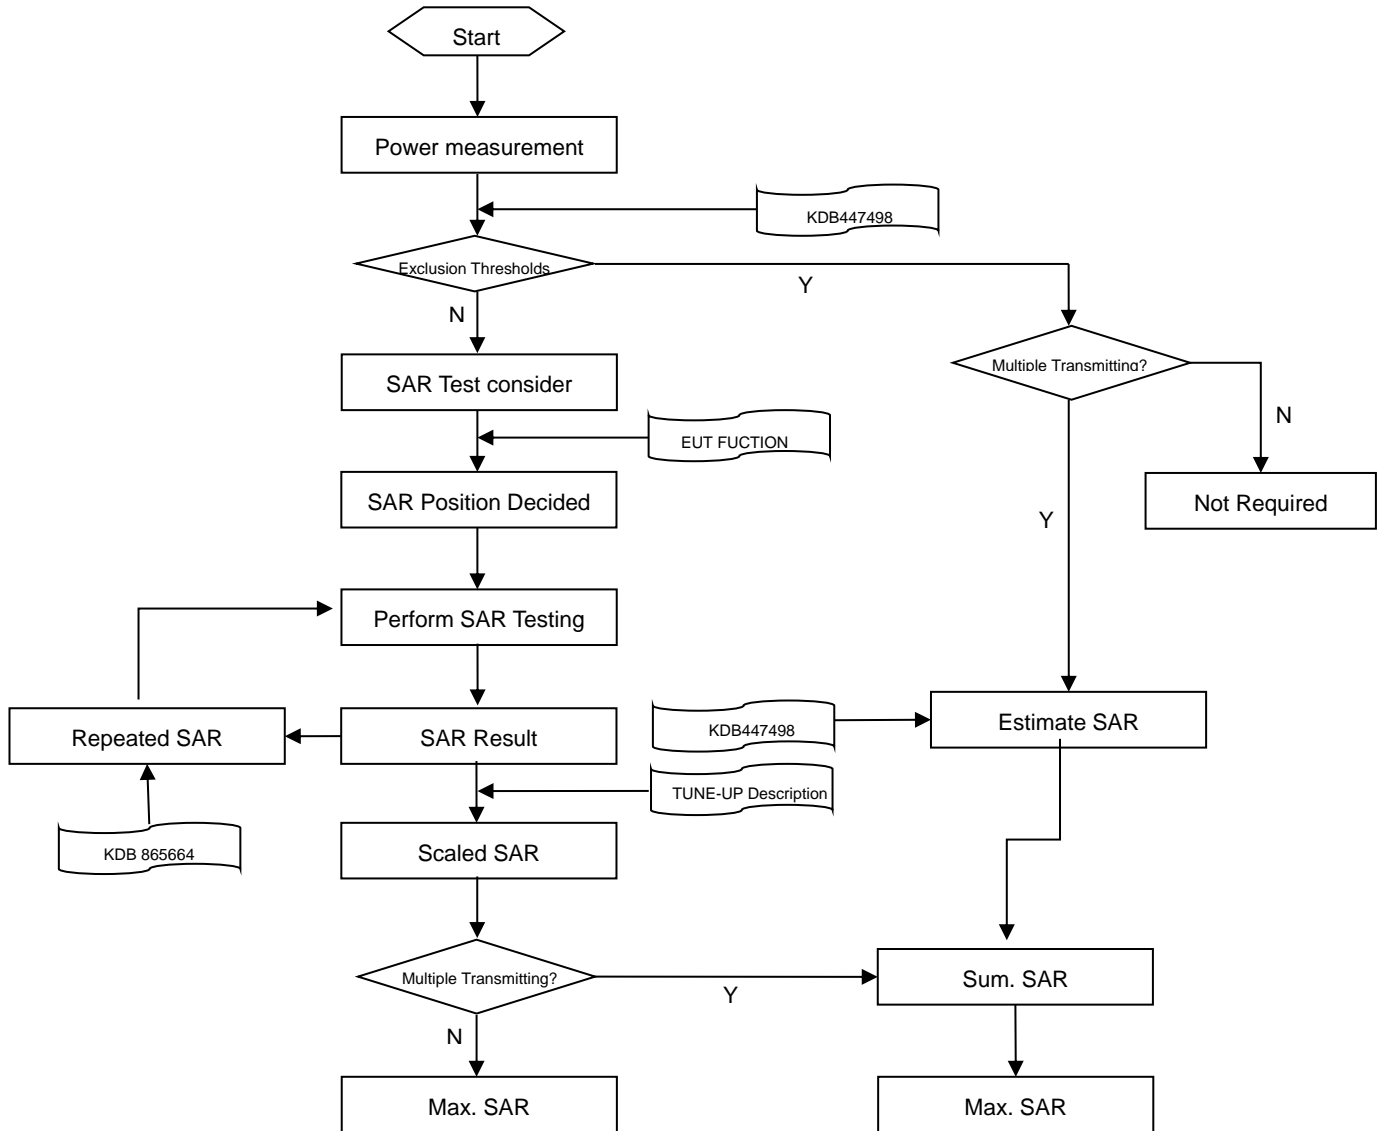 Start
Power measurement
KDB447498
Exclusion Thresholds
Y
N
Multiple Transmitting?
SAR Test consider
N
EUT FUCTION
SAR Position Decided
Not Required
Y
Perform SAR Testing
Repeated SAR
SAR Result
KDB447498
Estimate SAR
TUNE-UP Description
KDB 865664
Scaled SAR
Multiple Transmitting?
Y
Sum. SAR
N
Max. SAR
Max. SAR